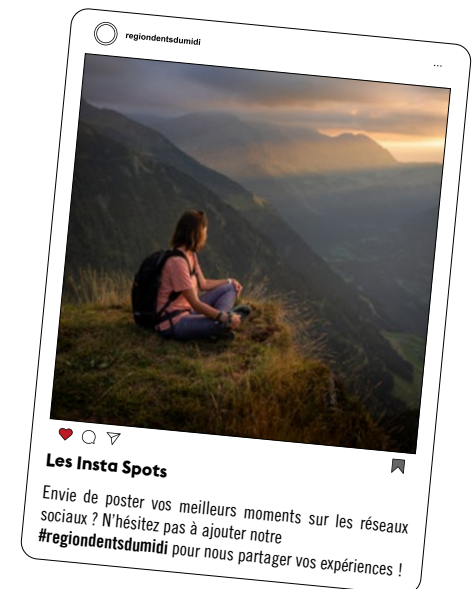 regiondentsdumidi
...
Les Insta Spots
Envie de poster vos meilleurs moments sur les réseaux
sociaux ? N'hésitez pas à ajouter notre
#regiondentsdumidi pour nous partager vos expériences !